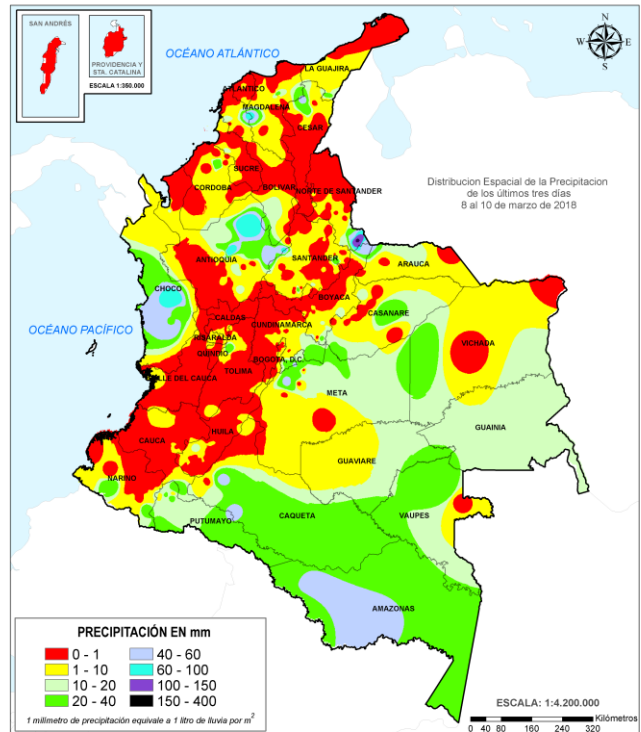 SAN ANDRÉS
PROVIDENCIA Y
STA. CATALINA
ESCALA 1:350.000
OCÉANO ATLÁNTICO
N
W
E
S
LA GUAJIRA
ATLANTICO
MAGDALENA
CESAR
SUCRE
CORDOBA
BOLIVAR
NORTE DE SANTANDER
Distribucion Espacial de la Precipitacion
de los últimos tres días
8 al 10 de marzo de 2018
ANTIOQUIA
SANTANDER
ARAUCA
CHOCO
BOYACA
CASANARE
OCÉANO PACÍFICO
CALDAS
CUNDINAMARCA
RISARALDA
VICHADA
QUINDIO
BOGOTA, D.C.
VALLE DEL CAUCA
TOLIMA
META
GUAINIA
CAUCA
HUILA
GUAVIARE
NARIÑO
CAQUETA
VAUPES
PUTUMAYO
AMAZONAS
PRECIPITACIÓN EN mm
0 - 1
40 - 60
1 - 10
60 - 100
10 - 20
100 - 150
20 - 40
150 - 400
1 milimetro de precipitación equivale a 1 litro de lluvia por m²
ESCALA: 1:4.200.000
Kilómetros
0 40 80 160 240 320